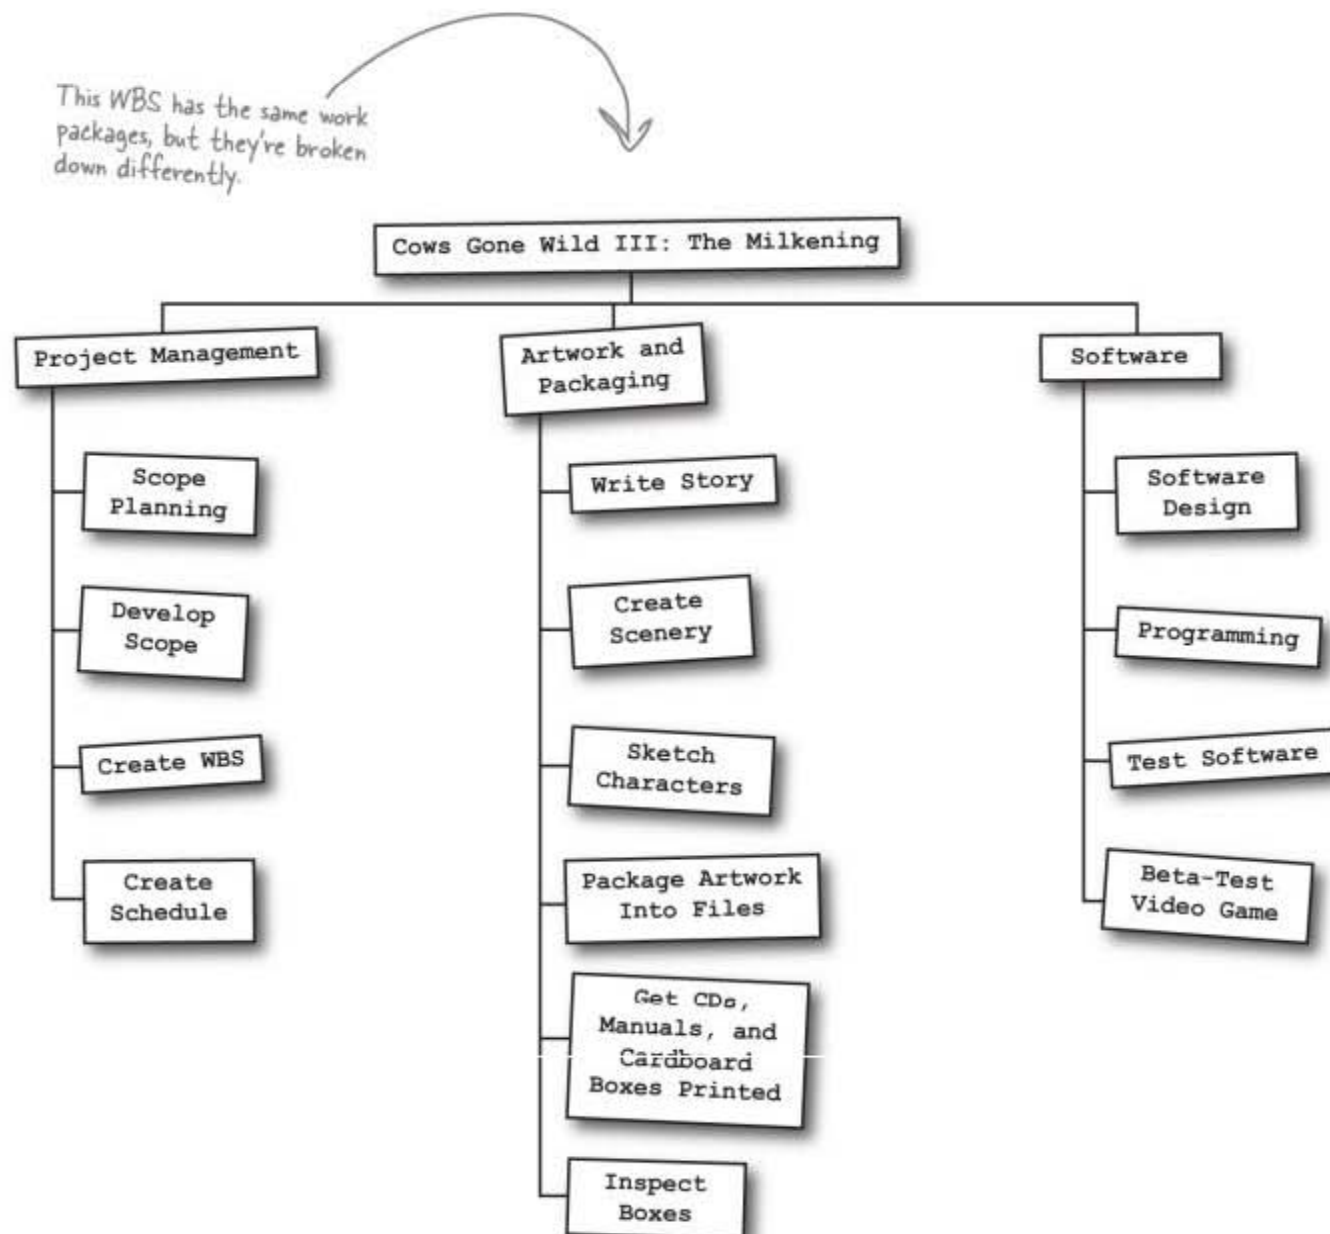 This WBS has the same work
packages, but they're broken
down differently.
Cows Gone Wild III: The Milkening
Project Management
Scope
Planning
Develop
Scope
Create WBS
Create
Schedule
Artwork and
Packaging
Write Story
Create
Scenery
Sketch
Characters
Package Artwork
Into Files
Get CDs,
Manuals, and
Cardboard
Boxes Printed
Inspect
Boxes
Software
Software
Design
Programming
Test Software
Beta-Test
Video Game